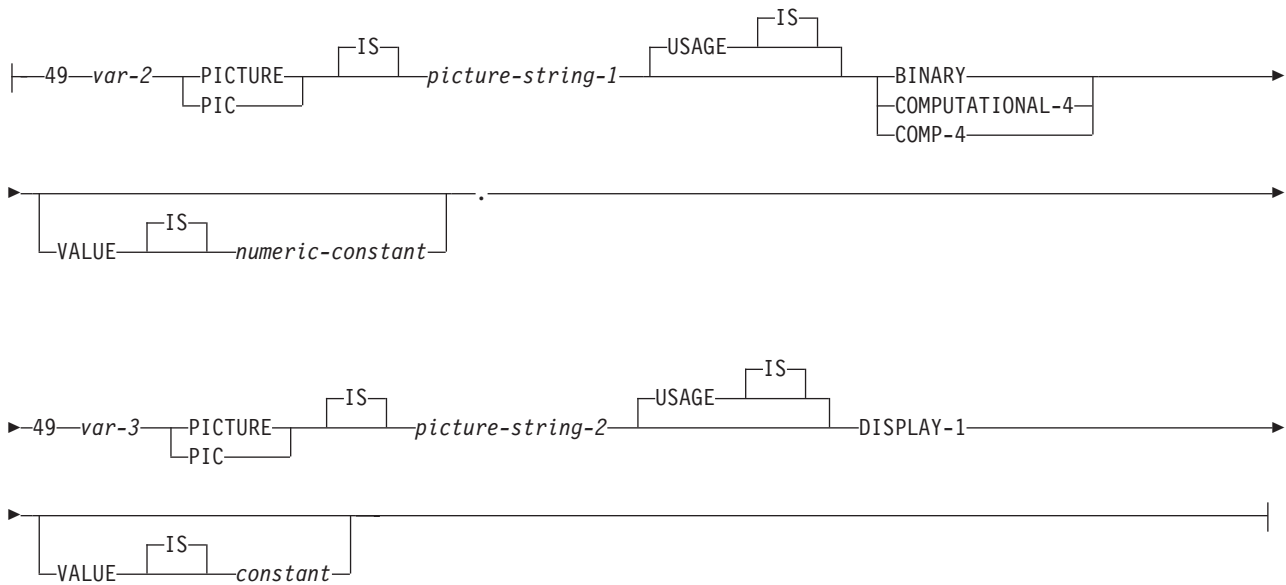 IS
IS
USAGE
49 var-2 PICTURE picture-string-1 BINARY
PIC COMPUTATIONAL-4
COMP-4
.
IS
VALUE numeric-constant
IS
IS
USAGE
49 var-3 PICTURE picture-string-2 DISPLAY-1
PIC
IS
VALUE constant